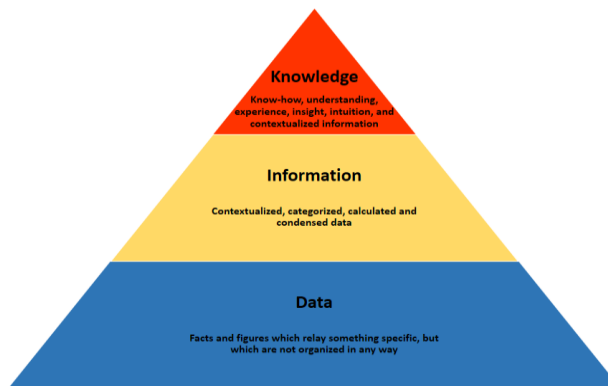 Knowledge
Know-how, understanding,
experience, insight, intuition, and
contextualized information
Information
Contextualized, categorized, calculated and
condensed data
Data
Facts and figures which relay something specific, but
which are not organized in any way